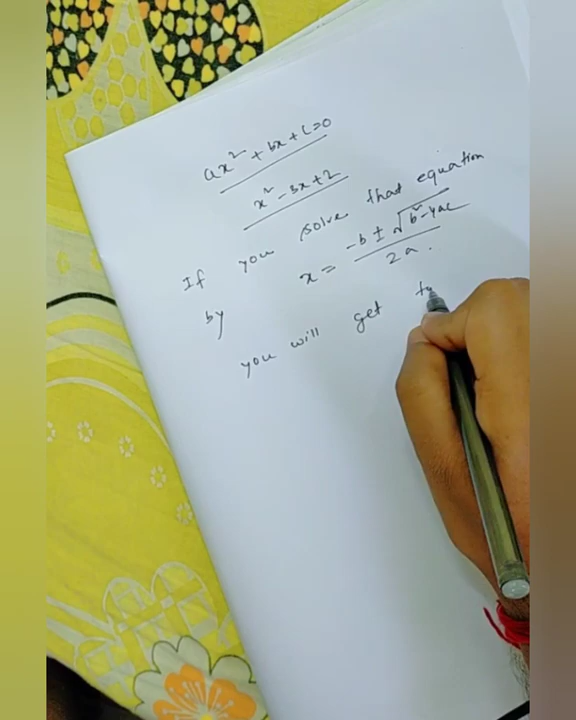 ax² + bx + c = 0
x² - 3x + 2
If you solve that equation
by x = -b ± √b²-4ac / 2a .
you will get